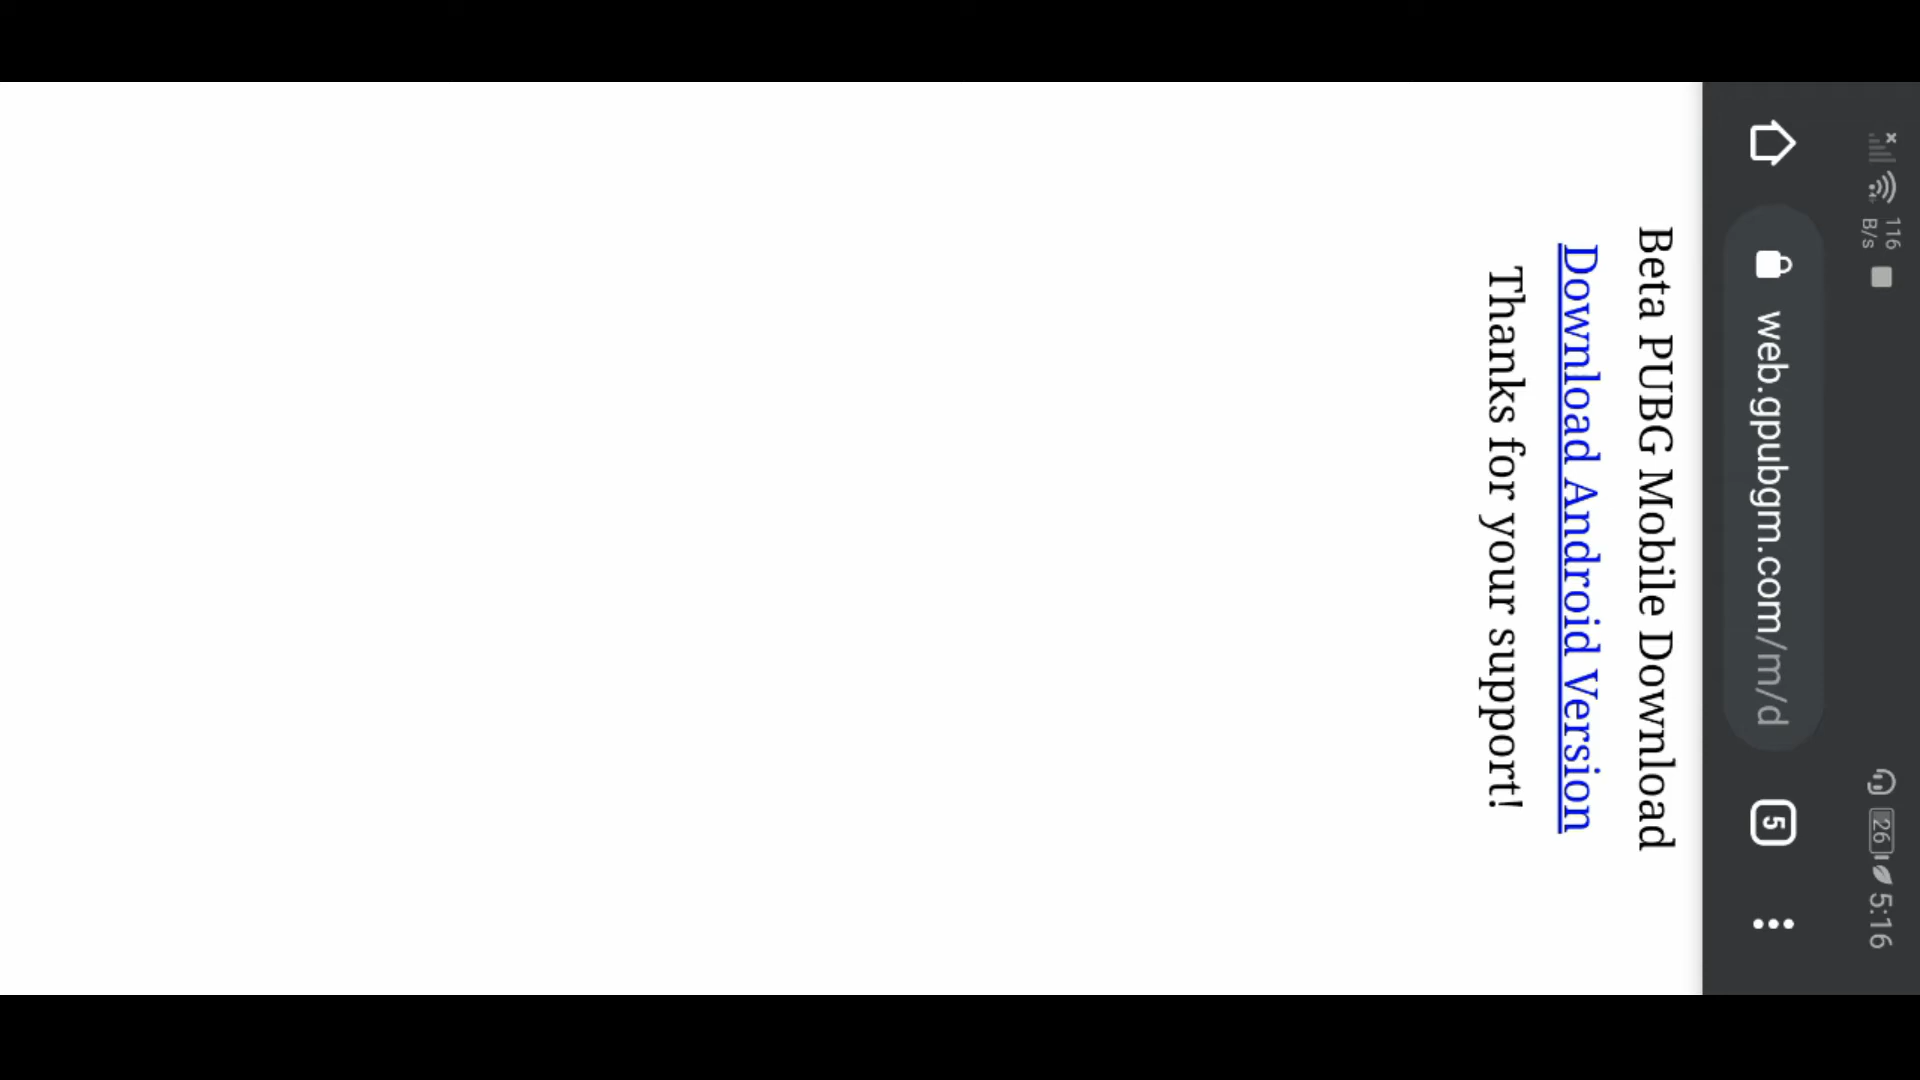 116
B/s
26
5:16
web.gpubgm.com/m/d
5
Beta PUBG Mobile Download
Download Android Version
Thanks for your support!